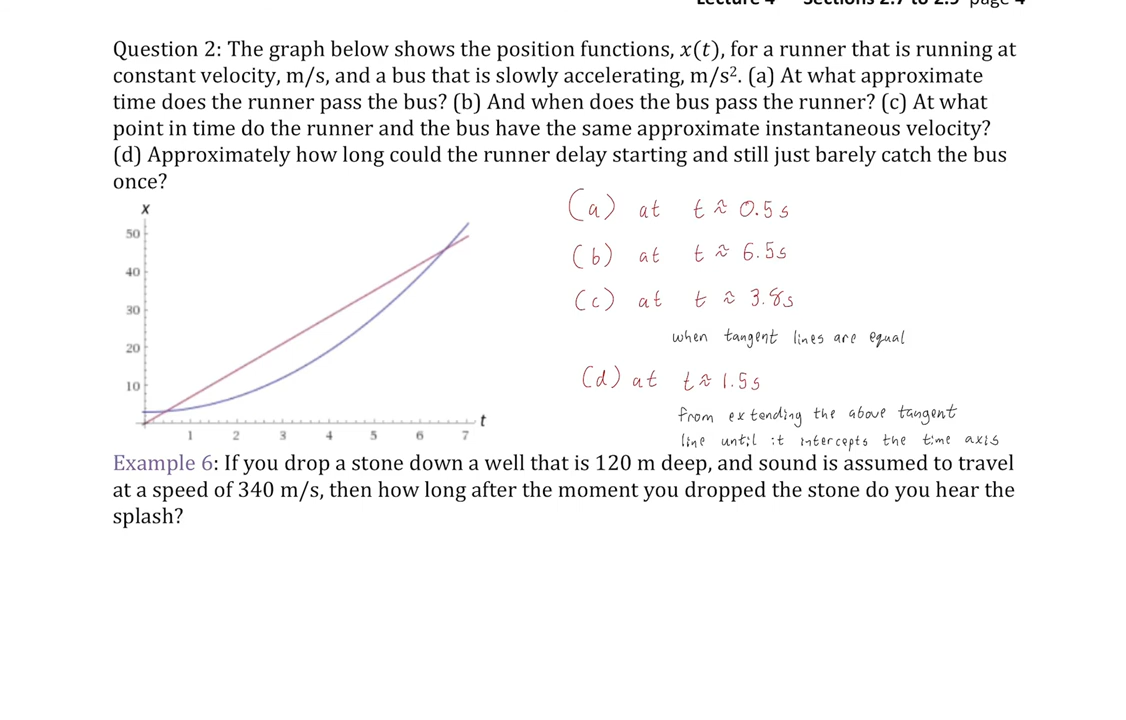 Lecture 4 Sections 2.7 to 2.9 page 4
Question 2: The graph below shows the position functions, x(t), for a runner that is running at
constant velocity, m/s, and a bus that is slowly accelerating, m/s². (a) At what approximate
time does the runner pass the bus? (b) And when does the bus pass the runner? (c) At what
point in time do the runner and the bus have the same approximate instantaneous velocity?
(d) Approximately how long could the runner delay starting and still just barely catch the bus
once?
(a) at t ≈ 0.5 s
(b) at t ≈ 6.5s
(c) at t ≈ 3.8s
when tangent lines are equal
(d) at t ≈ 1.5s
from extending the above tangent
line until it intercepts the time axis
x
50
40
30
20
10
1 2 3 4 5 6 7 t
Example 6: If you drop a stone down a well that is 120 m deep, and sound is assumed to travel
at a speed of 340 m/s, then how long after the moment you dropped the stone do you hear the
splash?